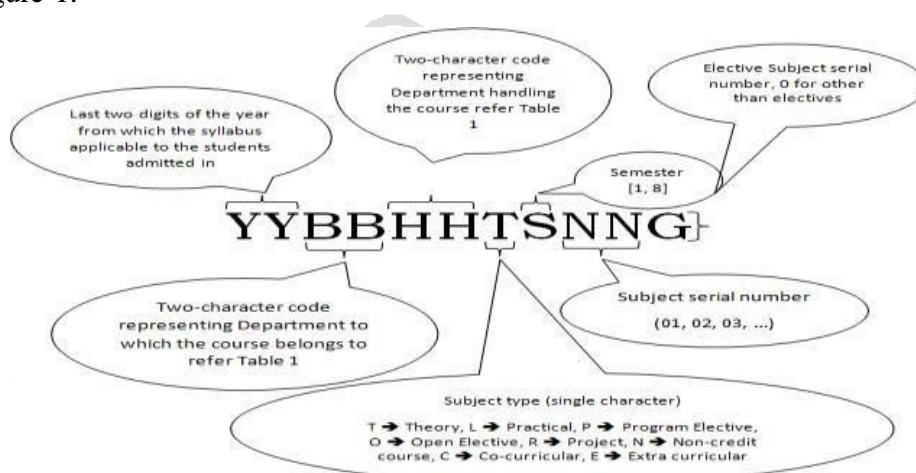 Two-character code
representing
Department handling
the course refer Table
1
Elective Subject serial
number, 0 for other
than electives
Last two digits of the year
from which the syllabus
applicable to the students
admitted in
Semester
[1, 8]
YYBBHHTSNNG
Two-character code
representing Department to
which the course belongs to
refer Table 1
Subject serial number
(01, 02, 03, ...)
Subject type (single character)
T ➔ Theory, L ➔ Practical, P ➔ Program Elective,
O ➔ Open Elective, R ➔ Project, N ➔ Non-credit
course, C ➔ Co-curricular, E ➔ Extra curricular